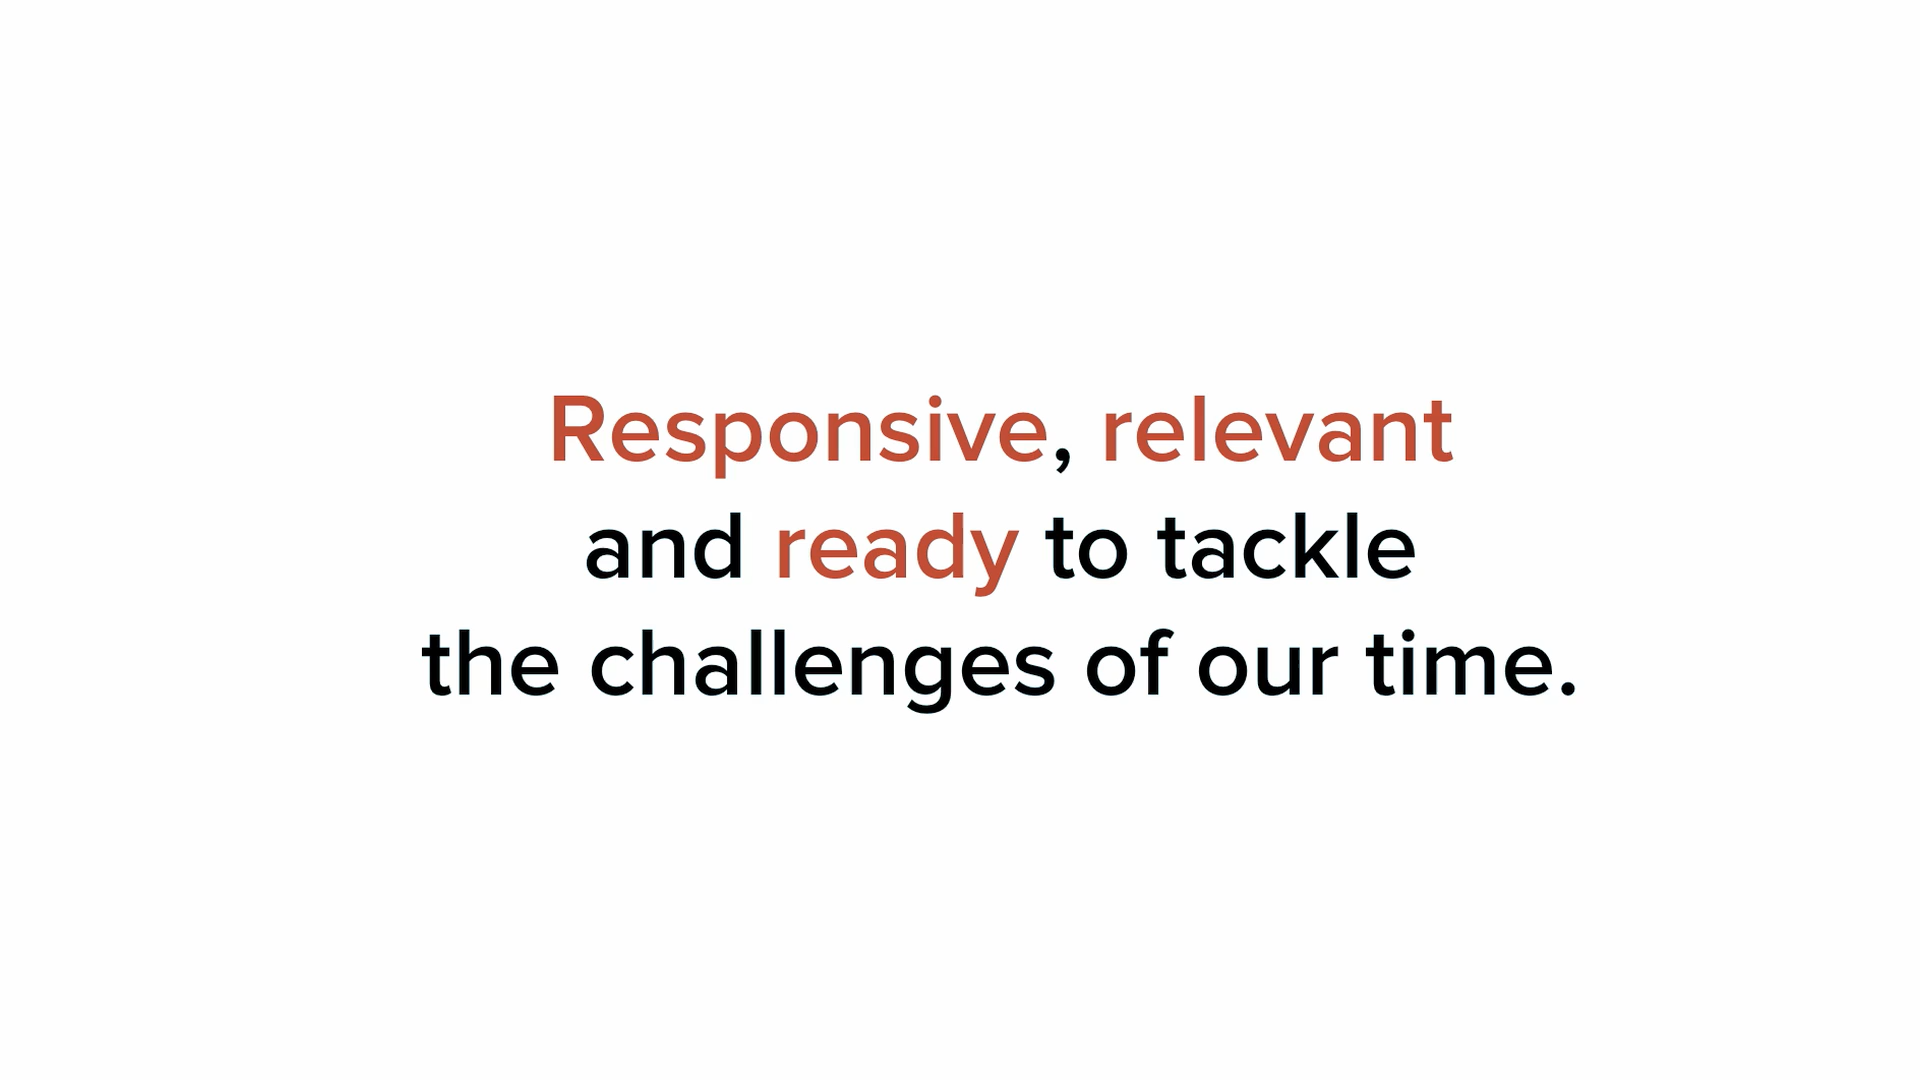 Responsive, relevant
and ready to tackle
the challenges of our time.